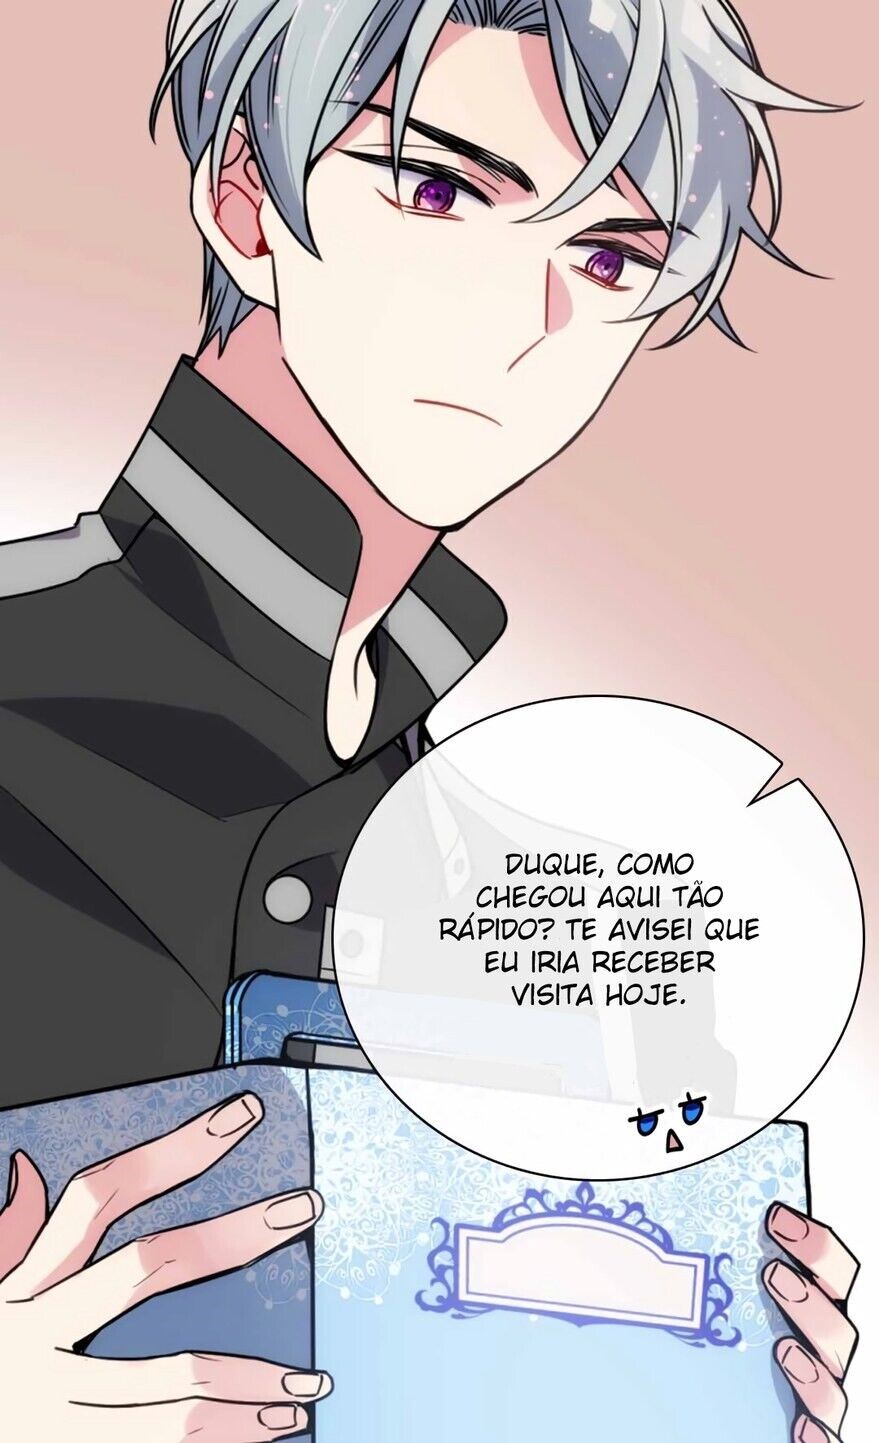 DUQUE, COMO
CHEGOU AQUI TÃO
RÁPIDO? TE AVISEI QUE
EU IRIA RECEBER
VISITA HOJE.